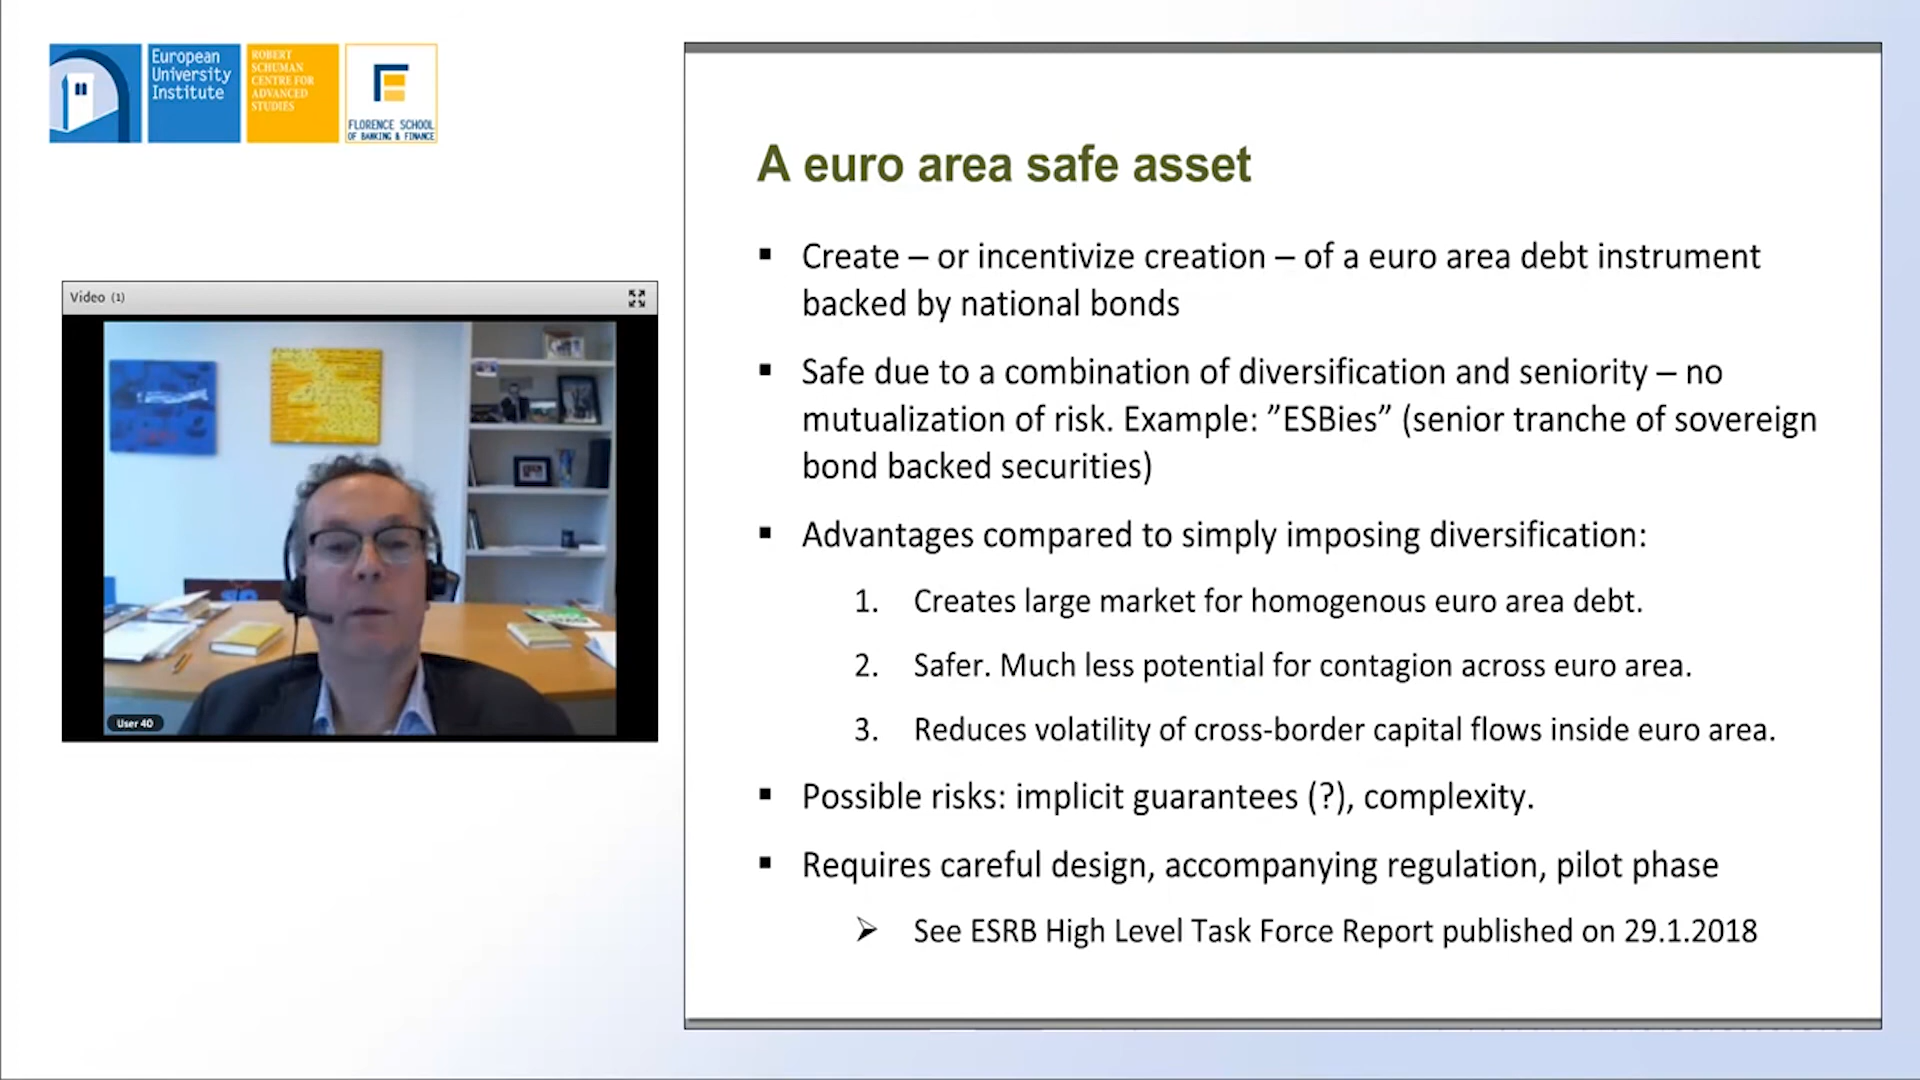 European
University
Institute
ROBERT
SCHUMAN
CENTRE FOR
ADVANCED
STUDIES
FLORENCE SCHOOL
OF BANKING & FINANCE
Video (1)
User 40
A euro area safe asset
▪ Create – or incentivize creation – of a euro area debt instrument
backed by national bonds
▪ Safe due to a combination of diversification and seniority – no
mutualization of risk. Example: ”ESBies” (senior tranche of sovereign
bond backed securities)
▪ Advantages compared to simply imposing diversification:
1. Creates large market for homogenous euro area debt.
2. Safer. Much less potential for contagion across euro area.
3. Reduces volatility of cross-border capital flows inside euro area.
▪ Possible risks: implicit guarantees (?), complexity.
▪ Requires careful design, accompanying regulation, pilot phase
➢ See ESRB High Level Task Force Report published on 29.1.2018